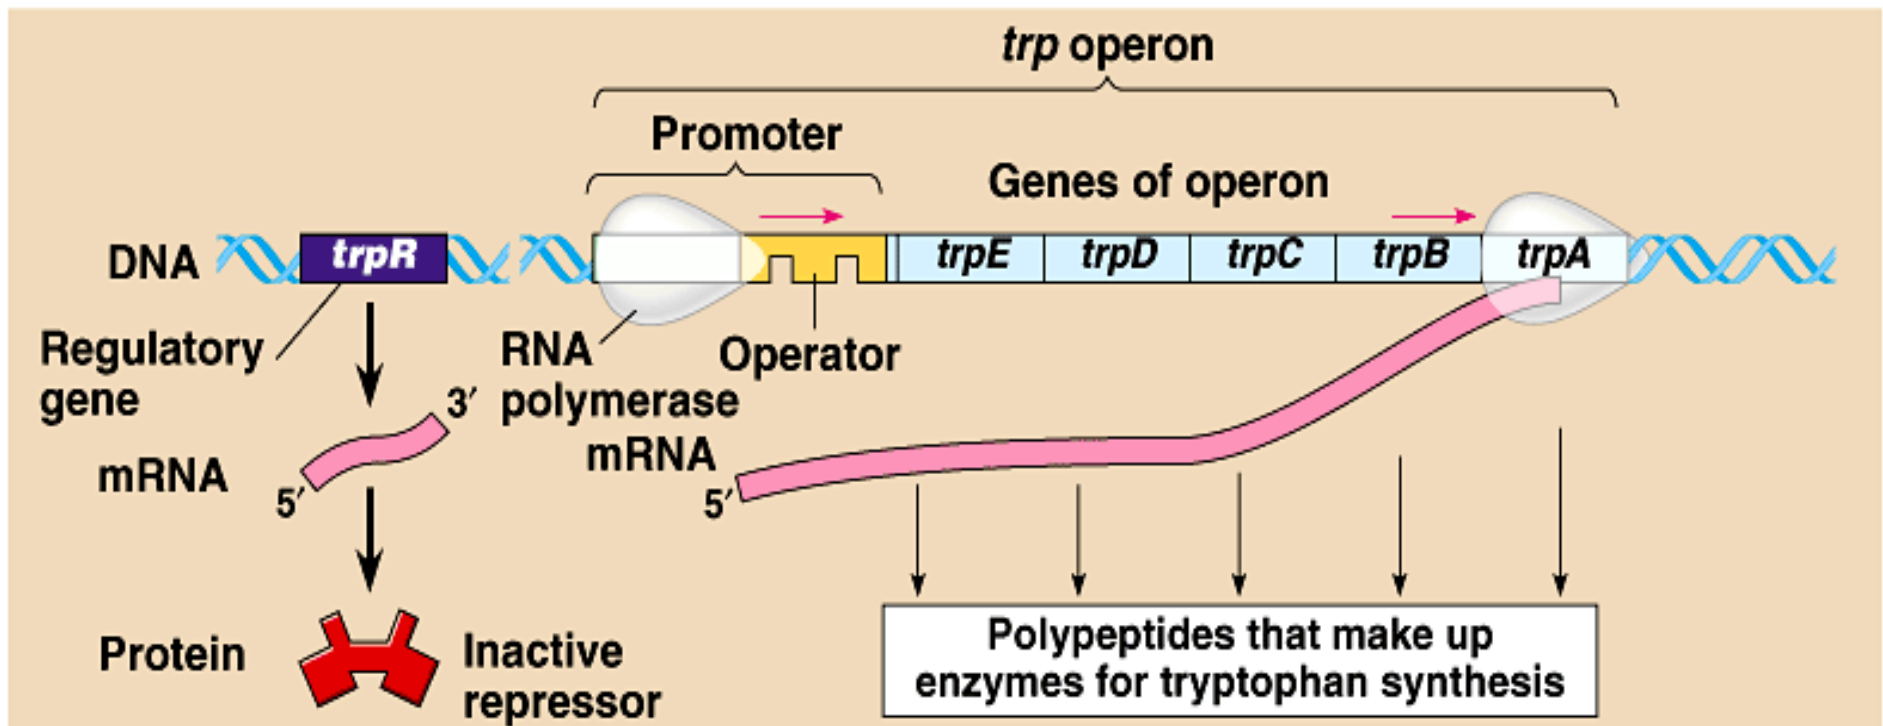 trp operon
Promoter
Genes of operon
DNA
trpR
trpE
trpD
trpC
trpB
trpA
Regulatory
gene
RNA
polymerase
Operator
3′
mRNA
5′
mRNA
5′
Protein
Inactive
repressor
Polypeptides that make up
enzymes for tryptophan synthesis